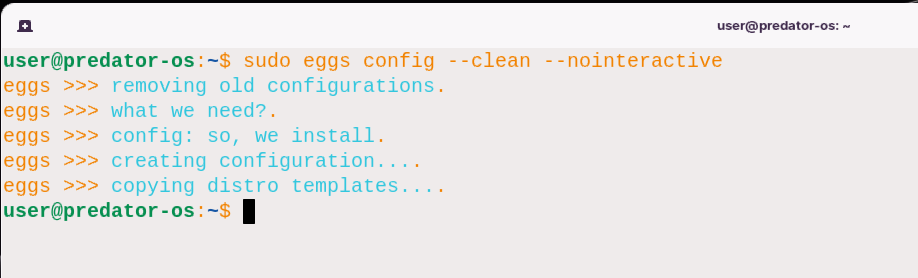 user@predator-os: ~
user@predator-os:~$ sudo eggs config --clean --nointeractive
eggs >>> removing old configurations.
eggs >>> what we need?.
eggs >>> config: so, we install.
eggs >>> creating configuration....
eggs >>> copying distro templates....
user@predator-os:~$